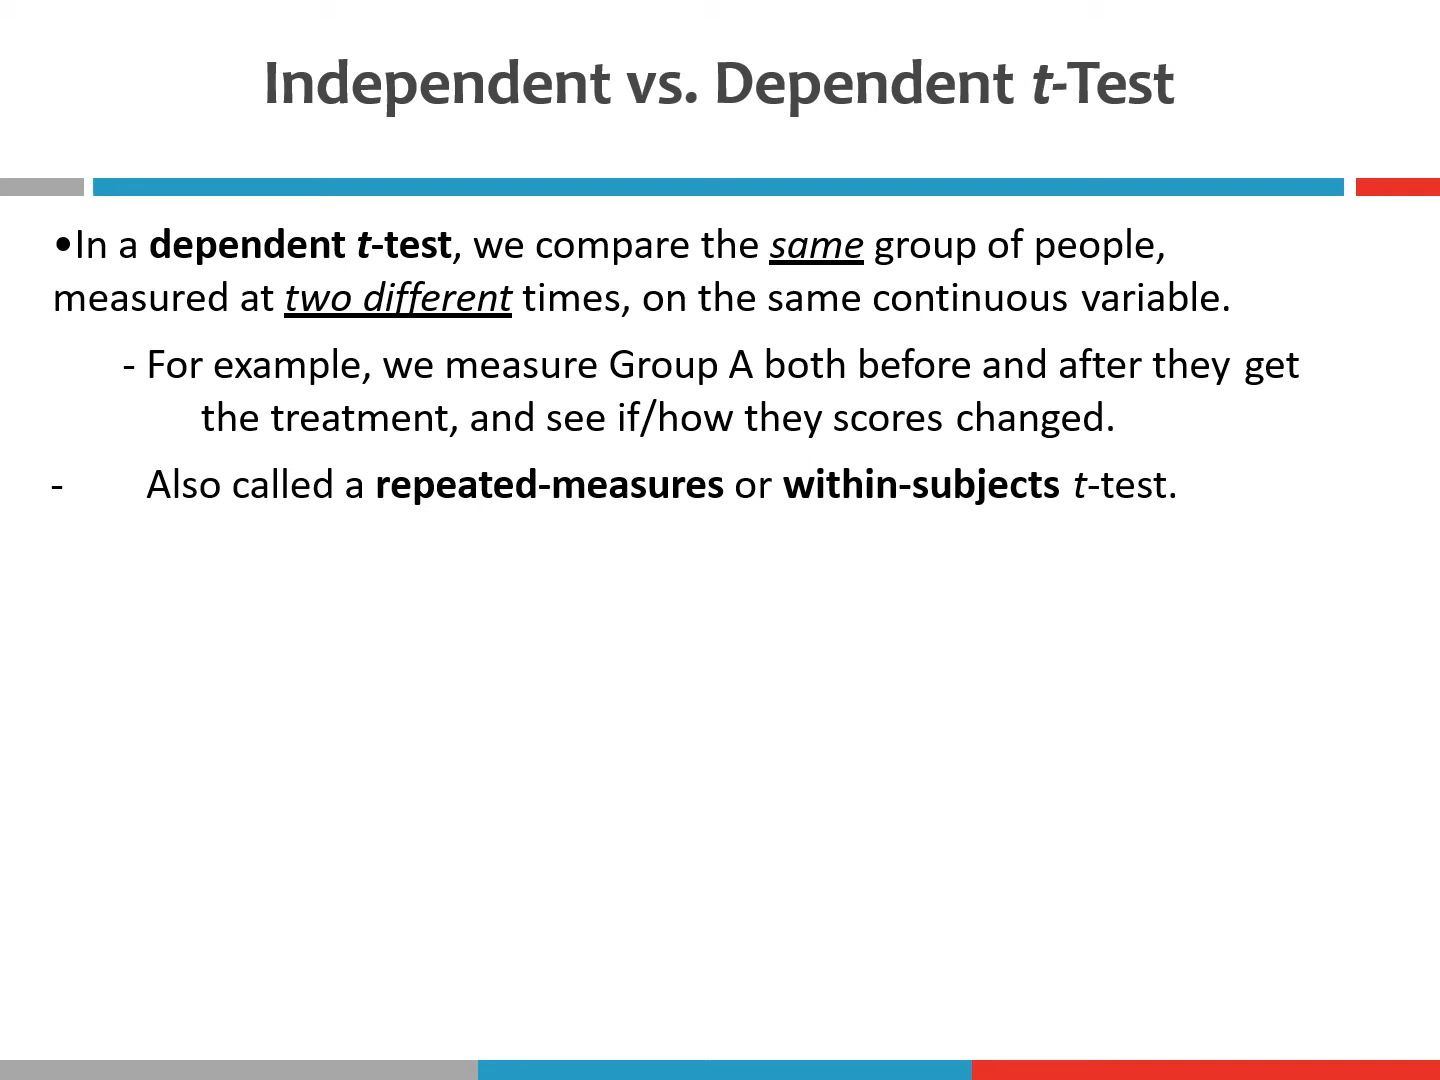 Independent vs. Dependent t-Test
•In a dependent t-test, we compare the same group of people,
measured at two different times, on the same continuous variable.
- For example, we measure Group A both before and after they get
the treatment, and see if/how they scores changed.
- Also called a repeated-measures or within-subjects t-test.